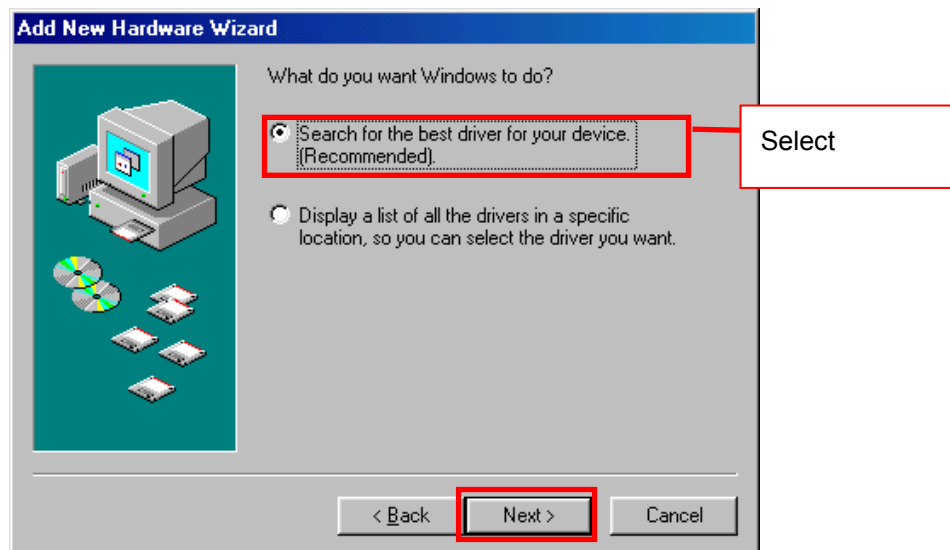 Add New Hardware Wizard
What do you want Windows to do?
Search for the best driver for your device.
(Recommended).
Select
Display a list of all the drivers in a specific
location, so you can select the driver you want.
< Back
Next >
Cancel